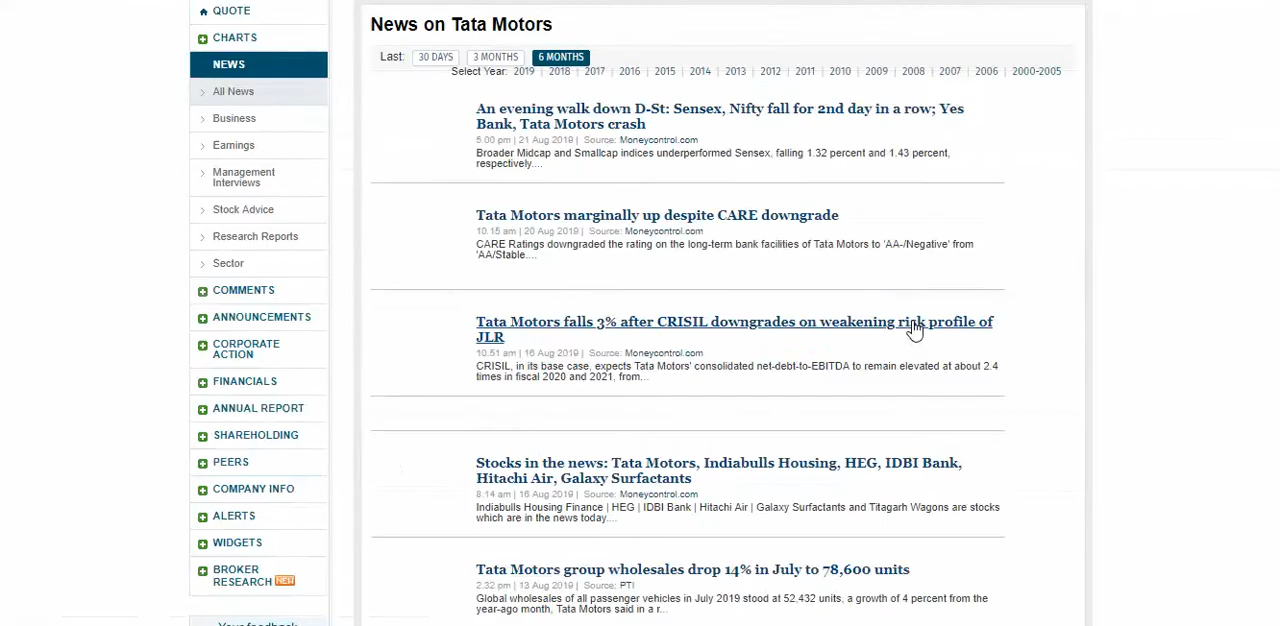 QUOTE
CHARTS
NEWS
All News
Business
Earnings
Management
Interviews
Stock Advice
Research Reports
Sector
COMMENTS
ANNOUNCEMENTS
CORPORATE
ACTION
FINANCIALS
ANNUAL REPORT
SHAREHOLDING
PEERS
COMPANY INFO
ALERTS
WIDGETS
BROKER
RESEARCH NEW
Your feedback
News on Tata Motors
Last: 30 DAYS 3 MONTHS 6 MONTHS
Select Year: 2019 | 2018 | 2017 | 2016 | 2015 | 2014 | 2013 | 2012 | 2011 | 2010 | 2009 | 2008 | 2007 | 2006 | 2000-2005
An evening walk down D-St: Sensex, Nifty fall for 2nd day in a row; Yes
Bank, Tata Motors crash
5.00 pm | 21 Aug 2019 | Source: Moneycontrol.com
Broader Midcap and Smallcap indices underperformed Sensex, falling 1.32 percent and 1.43 percent,
respectively....
Tata Motors marginally up despite CARE downgrade
10.15 am | 20 Aug 2019 | Source: Moneycontrol.com
CARE Ratings downgraded the rating on the long-term bank facilities of Tata Motors to 'AA-/Negative' from
'AA/Stable....
Tata Motors falls 3% after CRISIL downgrades on weakening risk profile of
JLR
10.51 am | 16 Aug 2019 | Source: Moneycontrol.com
CRISIL, in its base case, expects Tata Motors' consolidated net-debt-to-EBITDA to remain elevated at about 2.4
times in fiscal 2020 and 2021, from...
Stocks in the news: Tata Motors, Indiabulls Housing, HEG, IDBI Bank,
Hitachi Air, Galaxy Surfactants
8.14 am | 16 Aug 2019 | Source: Moneycontrol.com
Indiabulls Housing Finance | HEG | IDBI Bank | Hitachi Air | Galaxy Surfactants and Titagarh Wagons are stocks
which are in the news today....
Tata Motors group wholesales drop 14% in July to 78,600 units
2.32 pm | 13 Aug 2019 | Source: PTI
Global wholesales of all passenger vehicles in July 2019 stood at 52,432 units, a growth of 4 percent from the
year-ago month, Tata Motors said in a r...